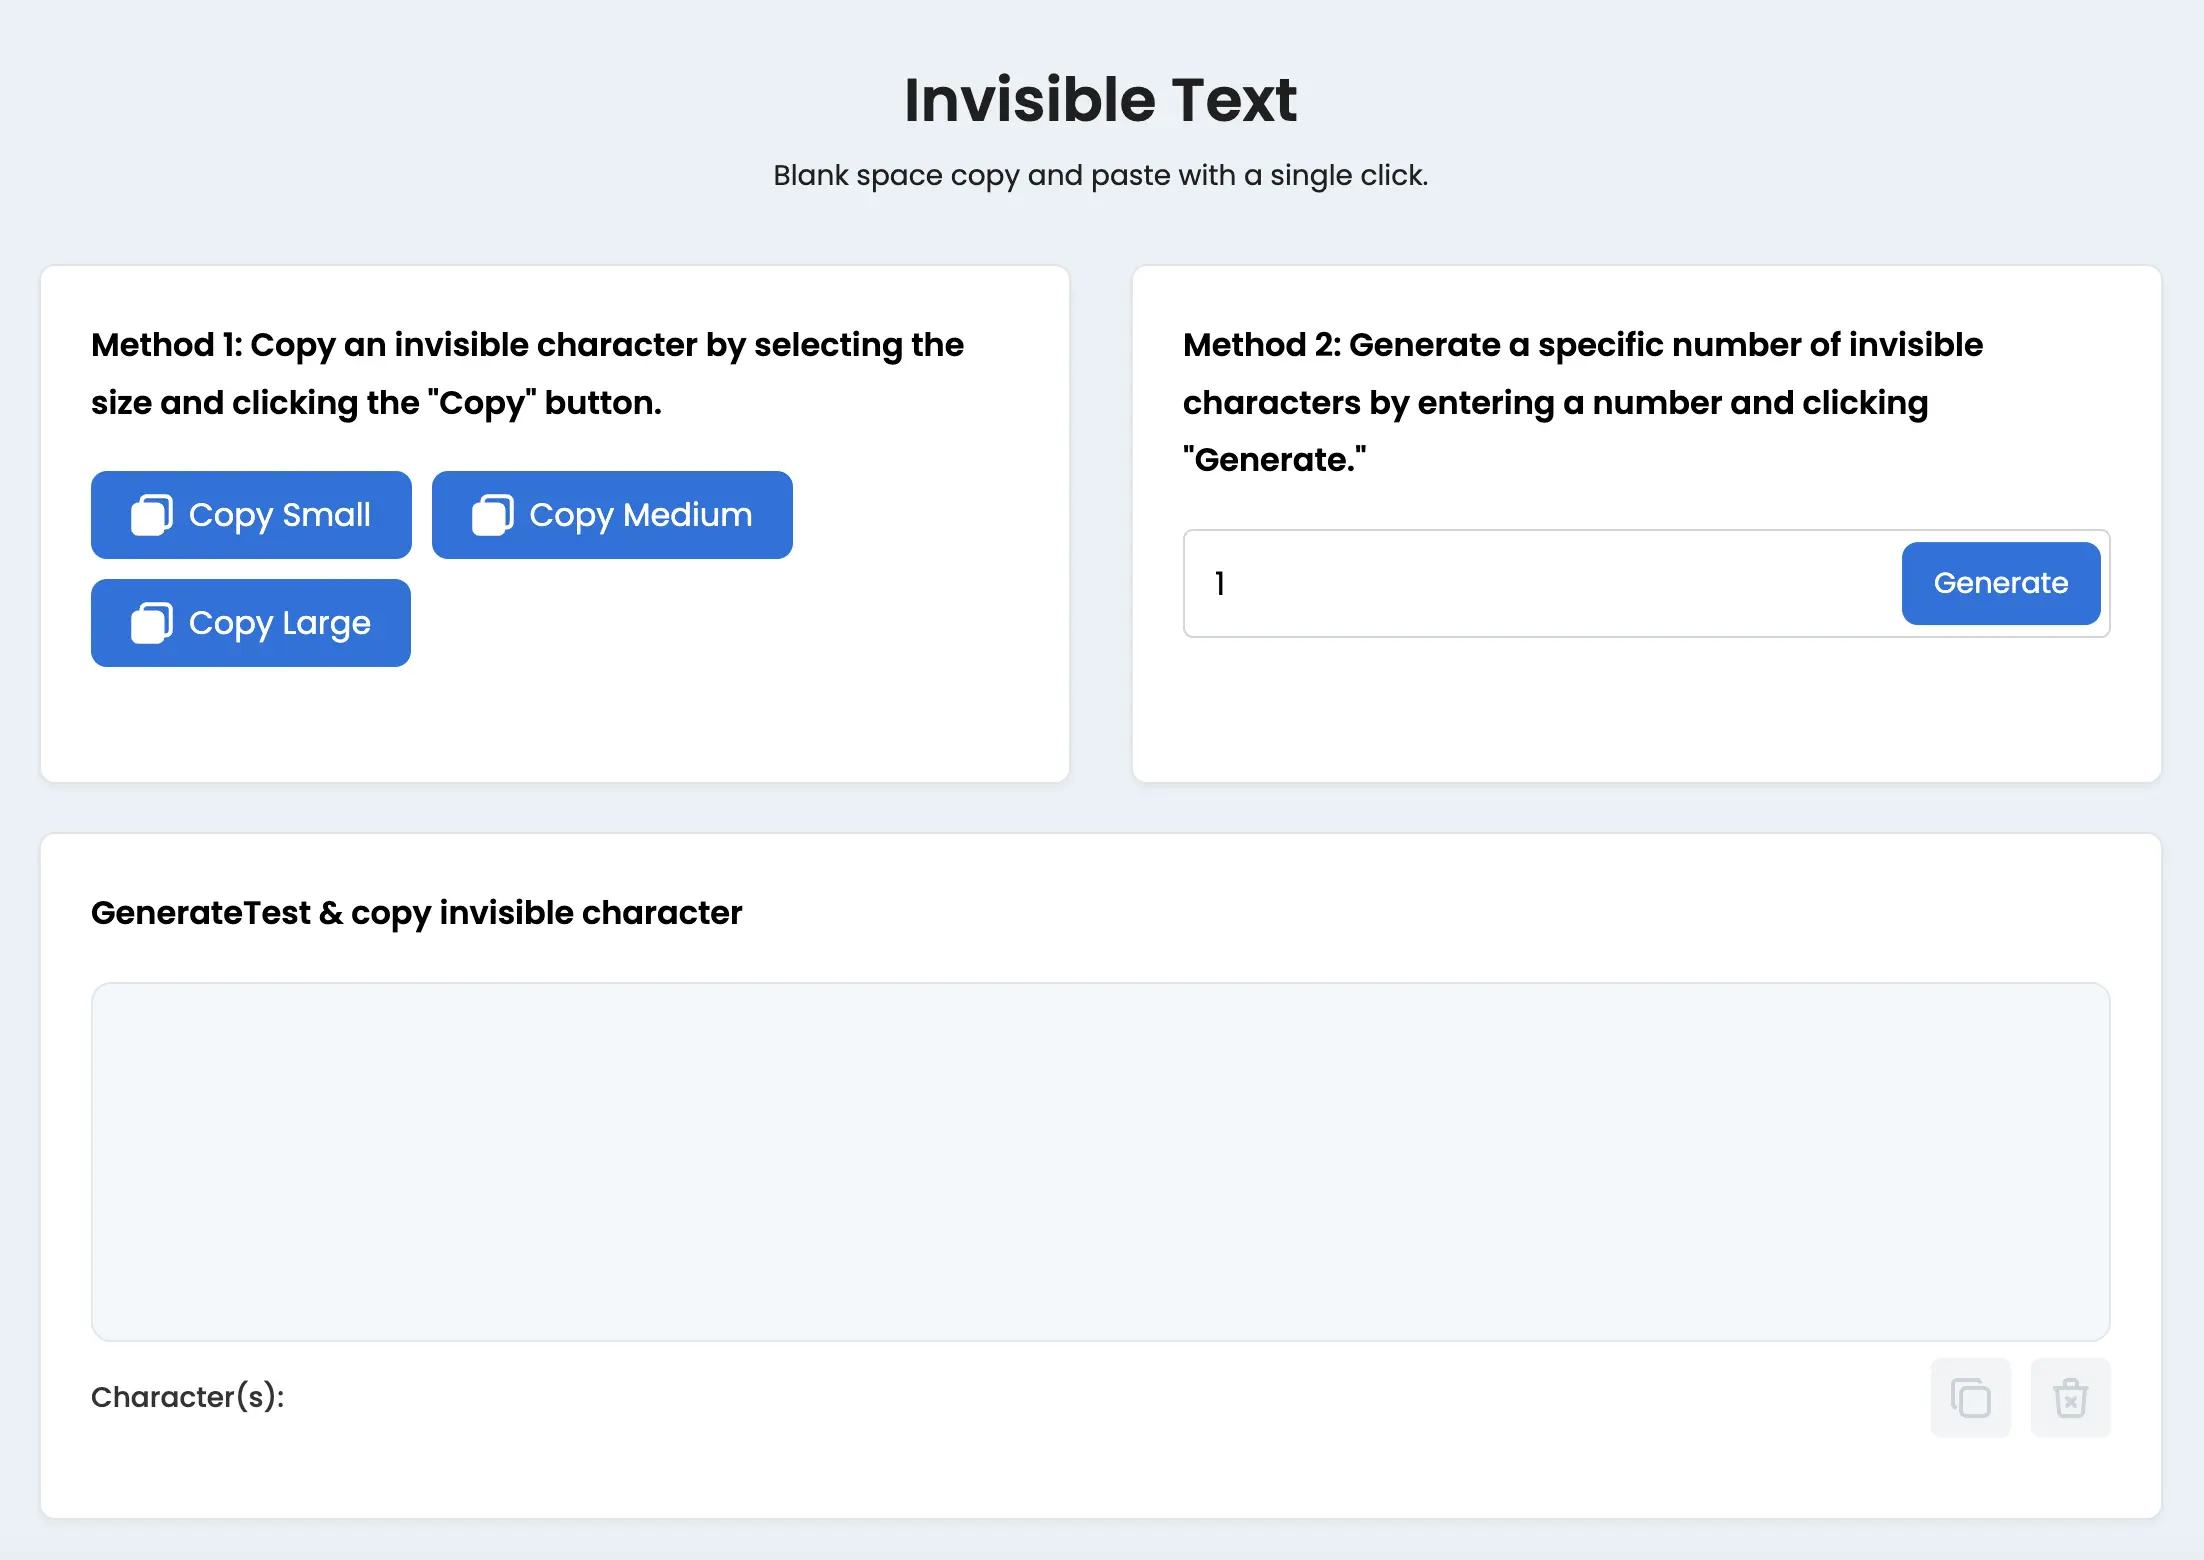 Invisible Text
Blank space copy and paste with a single click.
Method 1: Copy an invisible character by selecting the
size and clicking the "Copy" button.
Copy Small
Copy Medium
Copy Large
Method 2: Generate a specific number of invisible
characters by entering a number and clicking
"Generate."
1
Generate
GenerateTest & copy invisible character
Character(s):